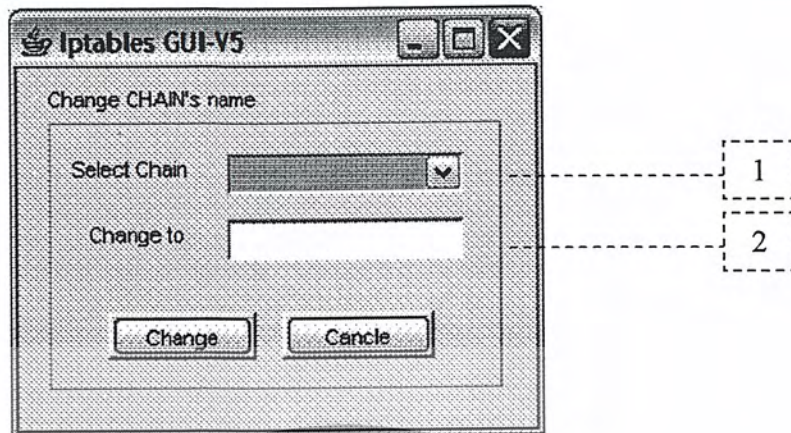 Iptables GUI-V5
Change CHAIN's name
Select Chain
1
Change to
2
Change Cancle